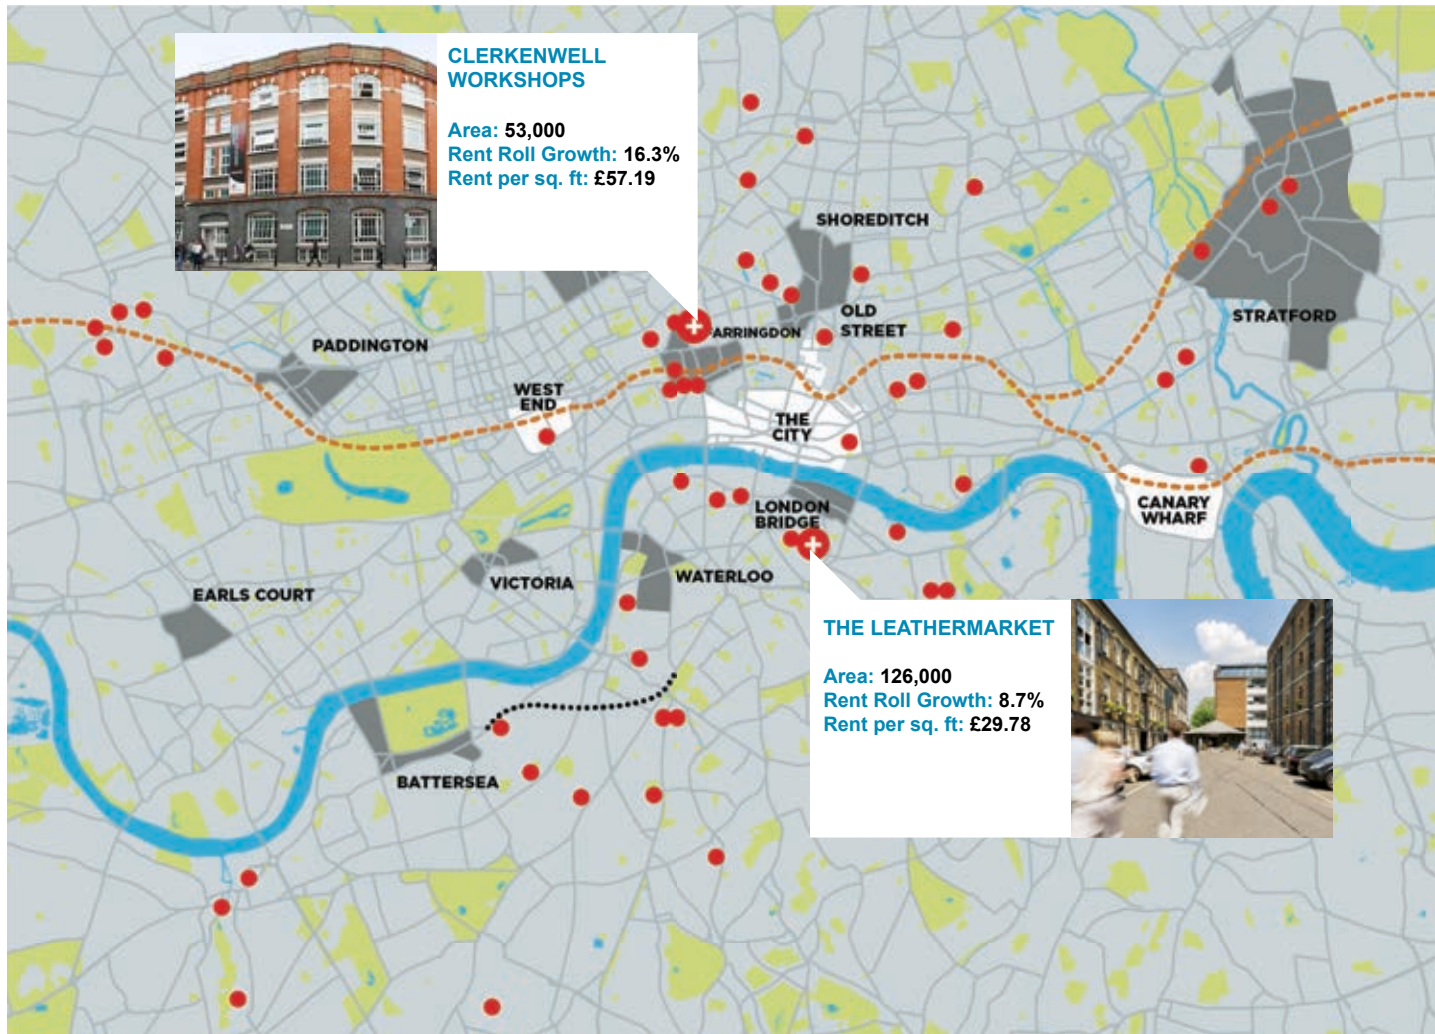 CLERKENWELL
WORKSHOPS
Area: 53,000
Rent Roll Growth: 16.3%
Rent per sq. ft: £57.19
SHOREDITCH
OLD
STREET
STRATFORD
ARRINGDON
PADDINGTON
WEST
END
THE
CITY
CANARY
WHARF
LONDON
BRIDGE
WATERLOO
VICTORIA
EARLS COURT
BATTERSEA
THE LEATHERMARKET
Area: 126,000
Rent Roll Growth: 8.7%
Rent per sq. ft: £29.78